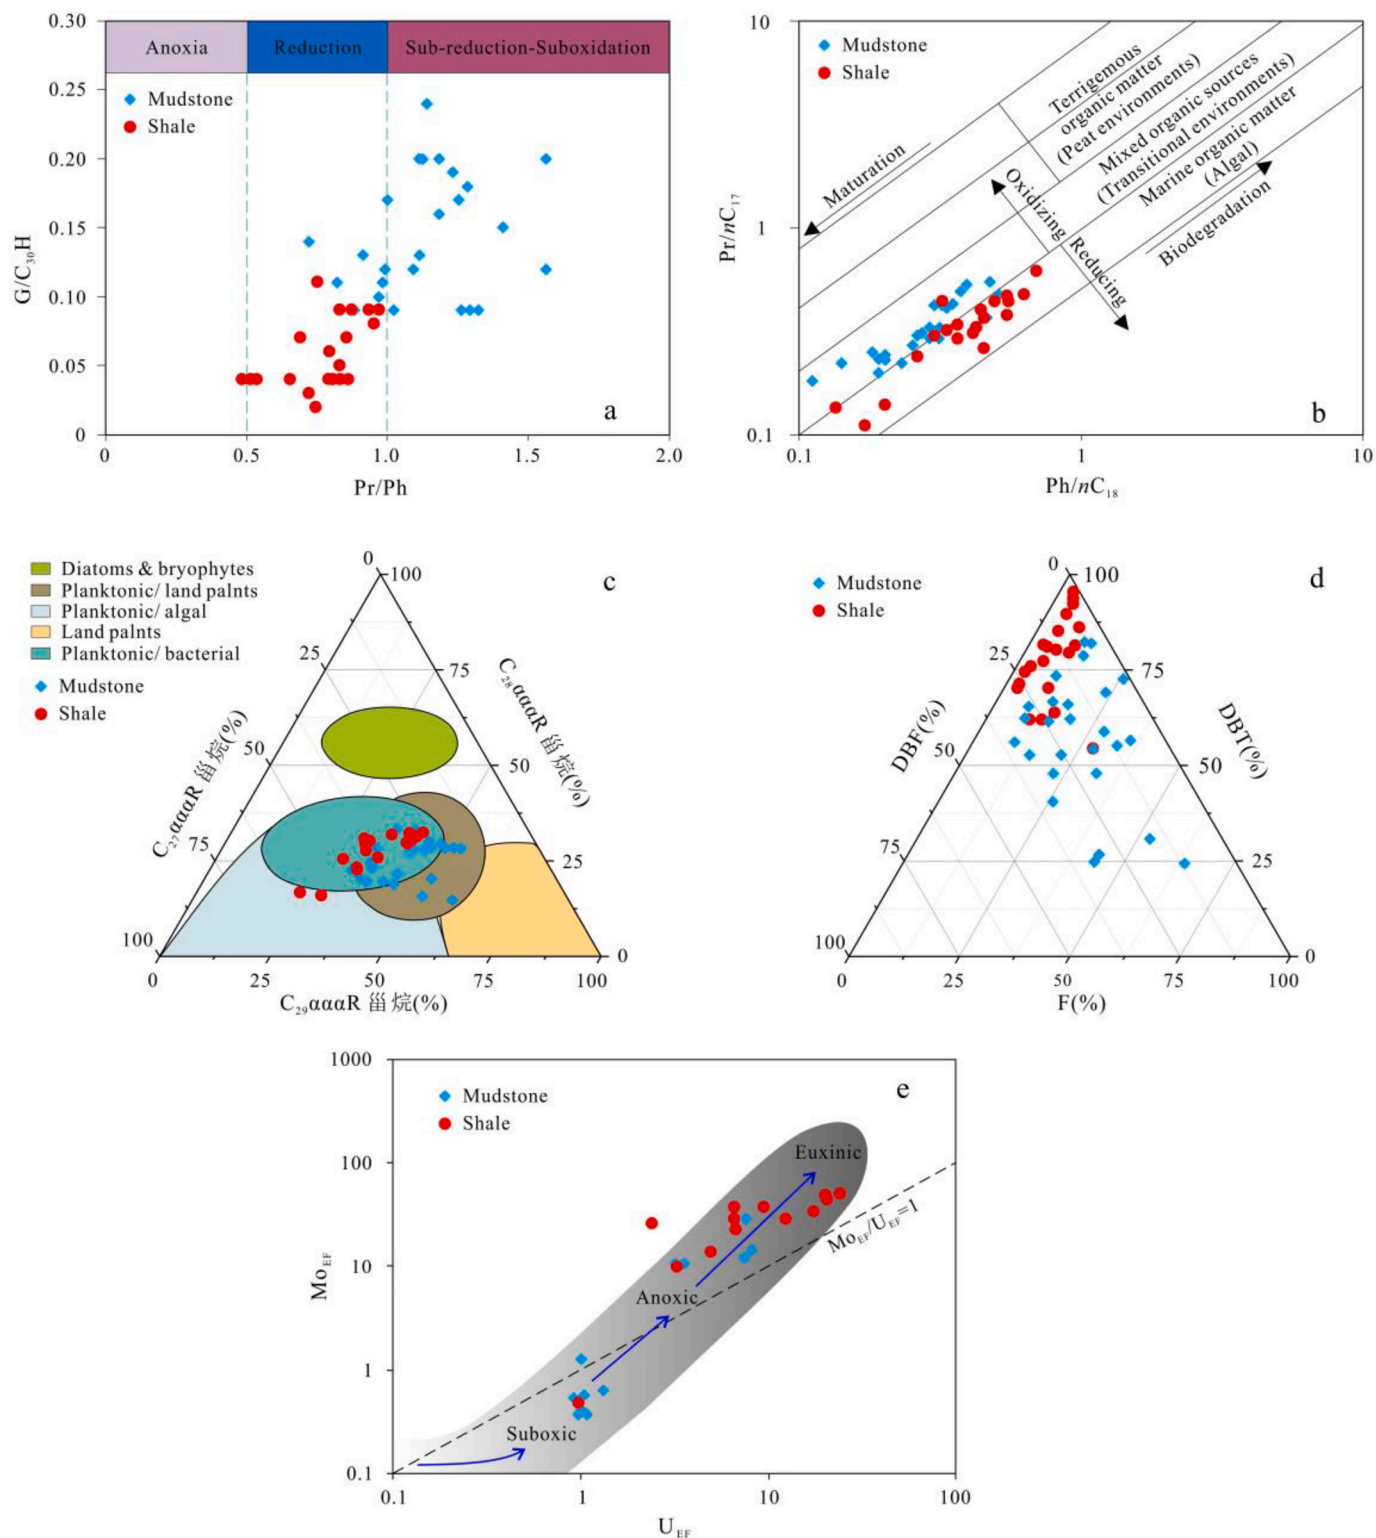 0.30
0.25
0.20
0.15
0.10
0.05
0
G/C₃₀H
Anoxia
Reduction
Sub-reduction-Suboxidation
Mudstone
Shale
a
0
0.5
1.0
1.5
2.0
Pr/Ph
10
1
0.1
Pr/nC₁₇
Mudstone
Shale
Maturation
Terrigemous
organic matter
(Peat environments)
Mixed organic sources
(Transitional environments)
Marine organic matter
(Algal)
Biodegradation
Oxidizing
Reducing
b
0.1
1
10
Ph/nC₁₈
Diatoms & bryophytes
Planktonic/ land palnts
Planktonic/ algal
Land palnts
Planktonic/ bacterial
Mudstone
Shale
c
0
25
50
75
100
C₂₇αααR 甾烷(%)
100
75
50
25
0
C₂₈αααR 甾烷(%)
0
25
50
75
100
C₂₉αααR 甾烷(%)
Mudstone
Shale
d
0
25
50
75
100
DBF(%)
100
75
50
25
0
DBT(%)
0
25
50
75
100
F(%)
1000
100
10
1
0.1
Mo_EF
Mudstone
Shale
e
Euxinic
Mo_EF/U_EF=1
Anoxic
Suboxic
0.1
1
10
100
U_EF